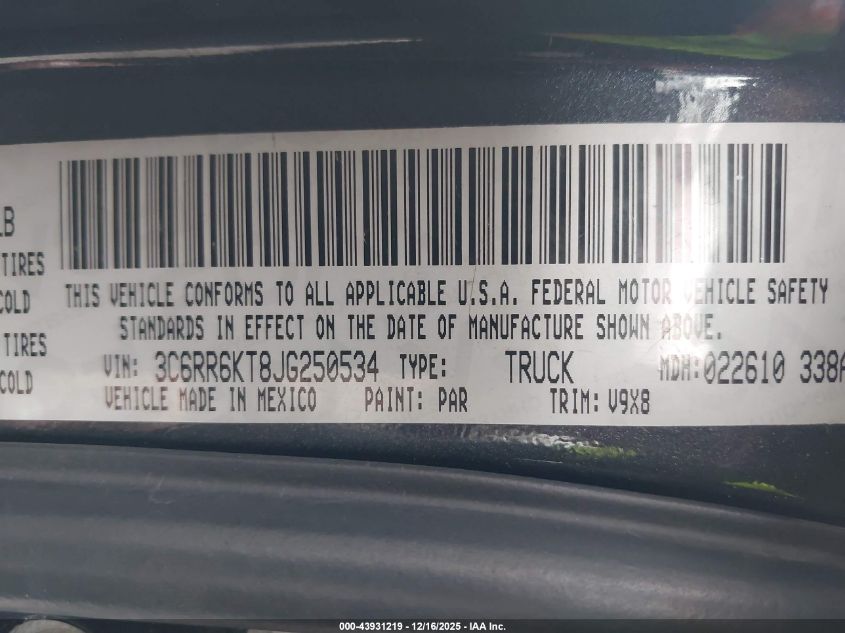 LB
TIRES
COLD
TIRES
COLD
THIS VEHICLE CONFORMS TO ALL APPLICABLE U.S.A. FEDERAL MOTOR VEHICLE SAFETY
STANDARDS IN EFFECT ON THE DATE OF MANUFACTURE SHOWN ABOVE.
VIN: 3C6RR6KT8JG250534 TYPE: TRUCK MDH:022610 338A
VEHICLE MADE IN MEXICO PAINT: PAR TRIM: V9X8
000-43931219 - 12/16/2025 - IAA Inc.